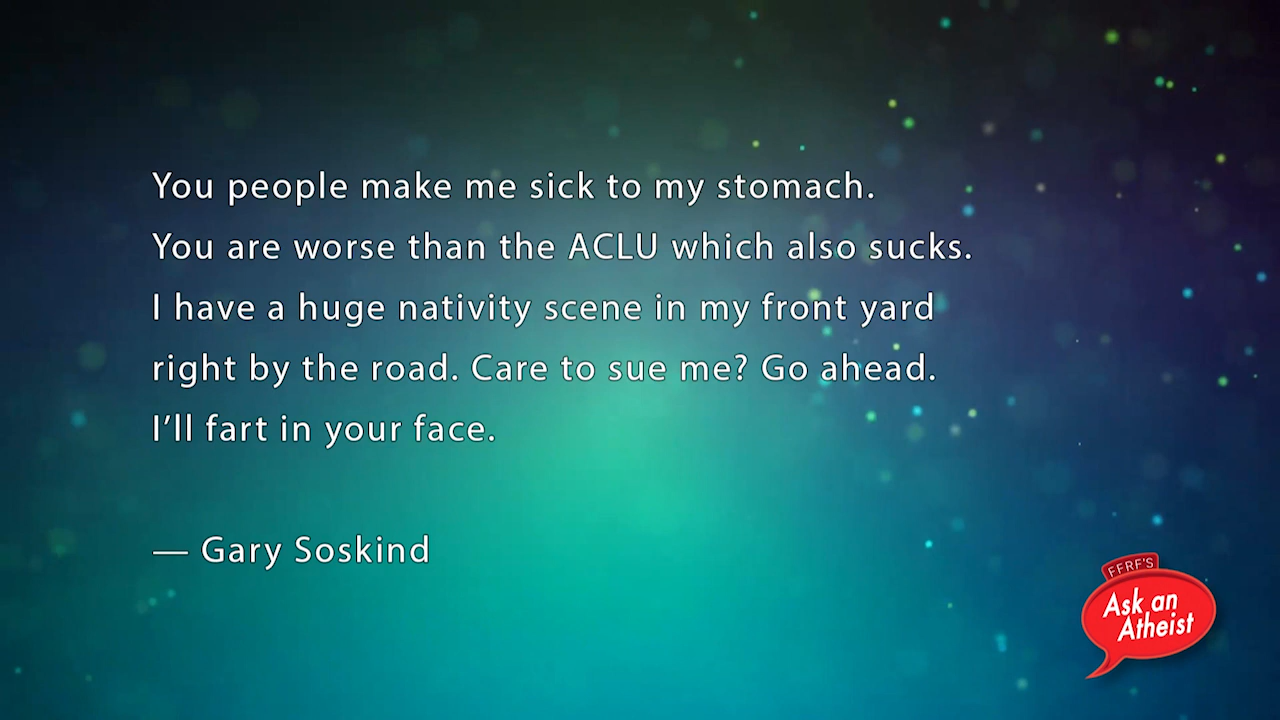 You people make me sick to my stomach.
You are worse than the ACLU which also sucks.
I have a huge nativity scene in my front yard
right by the road. Care to sue me? Go ahead.
I’ll fart in your face.
— Gary Soskind
FFRF'S
Ask an
Atheist